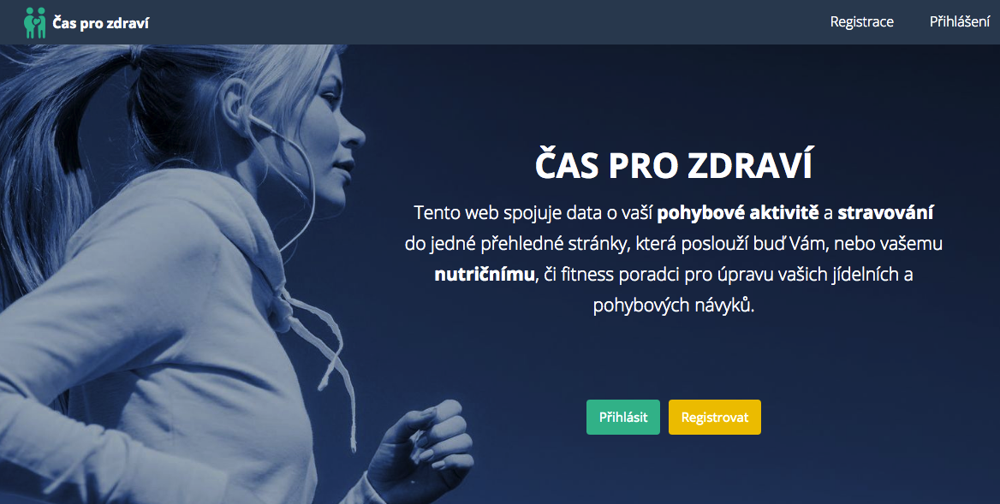 Čas pro zdraví
Registrace
Přihlášení
ČAS PRO ZDRAVÍ
Tento web spojuje data o vaší pohybové aktivitě a stravování
do jedné přehledné stránky, která poslouží buď Vám, nebo vašemu
nutričnímu, či fitness poradci pro úpravu vašich jídelních a
pohybových návyků.
Přihlásit
Registrovat